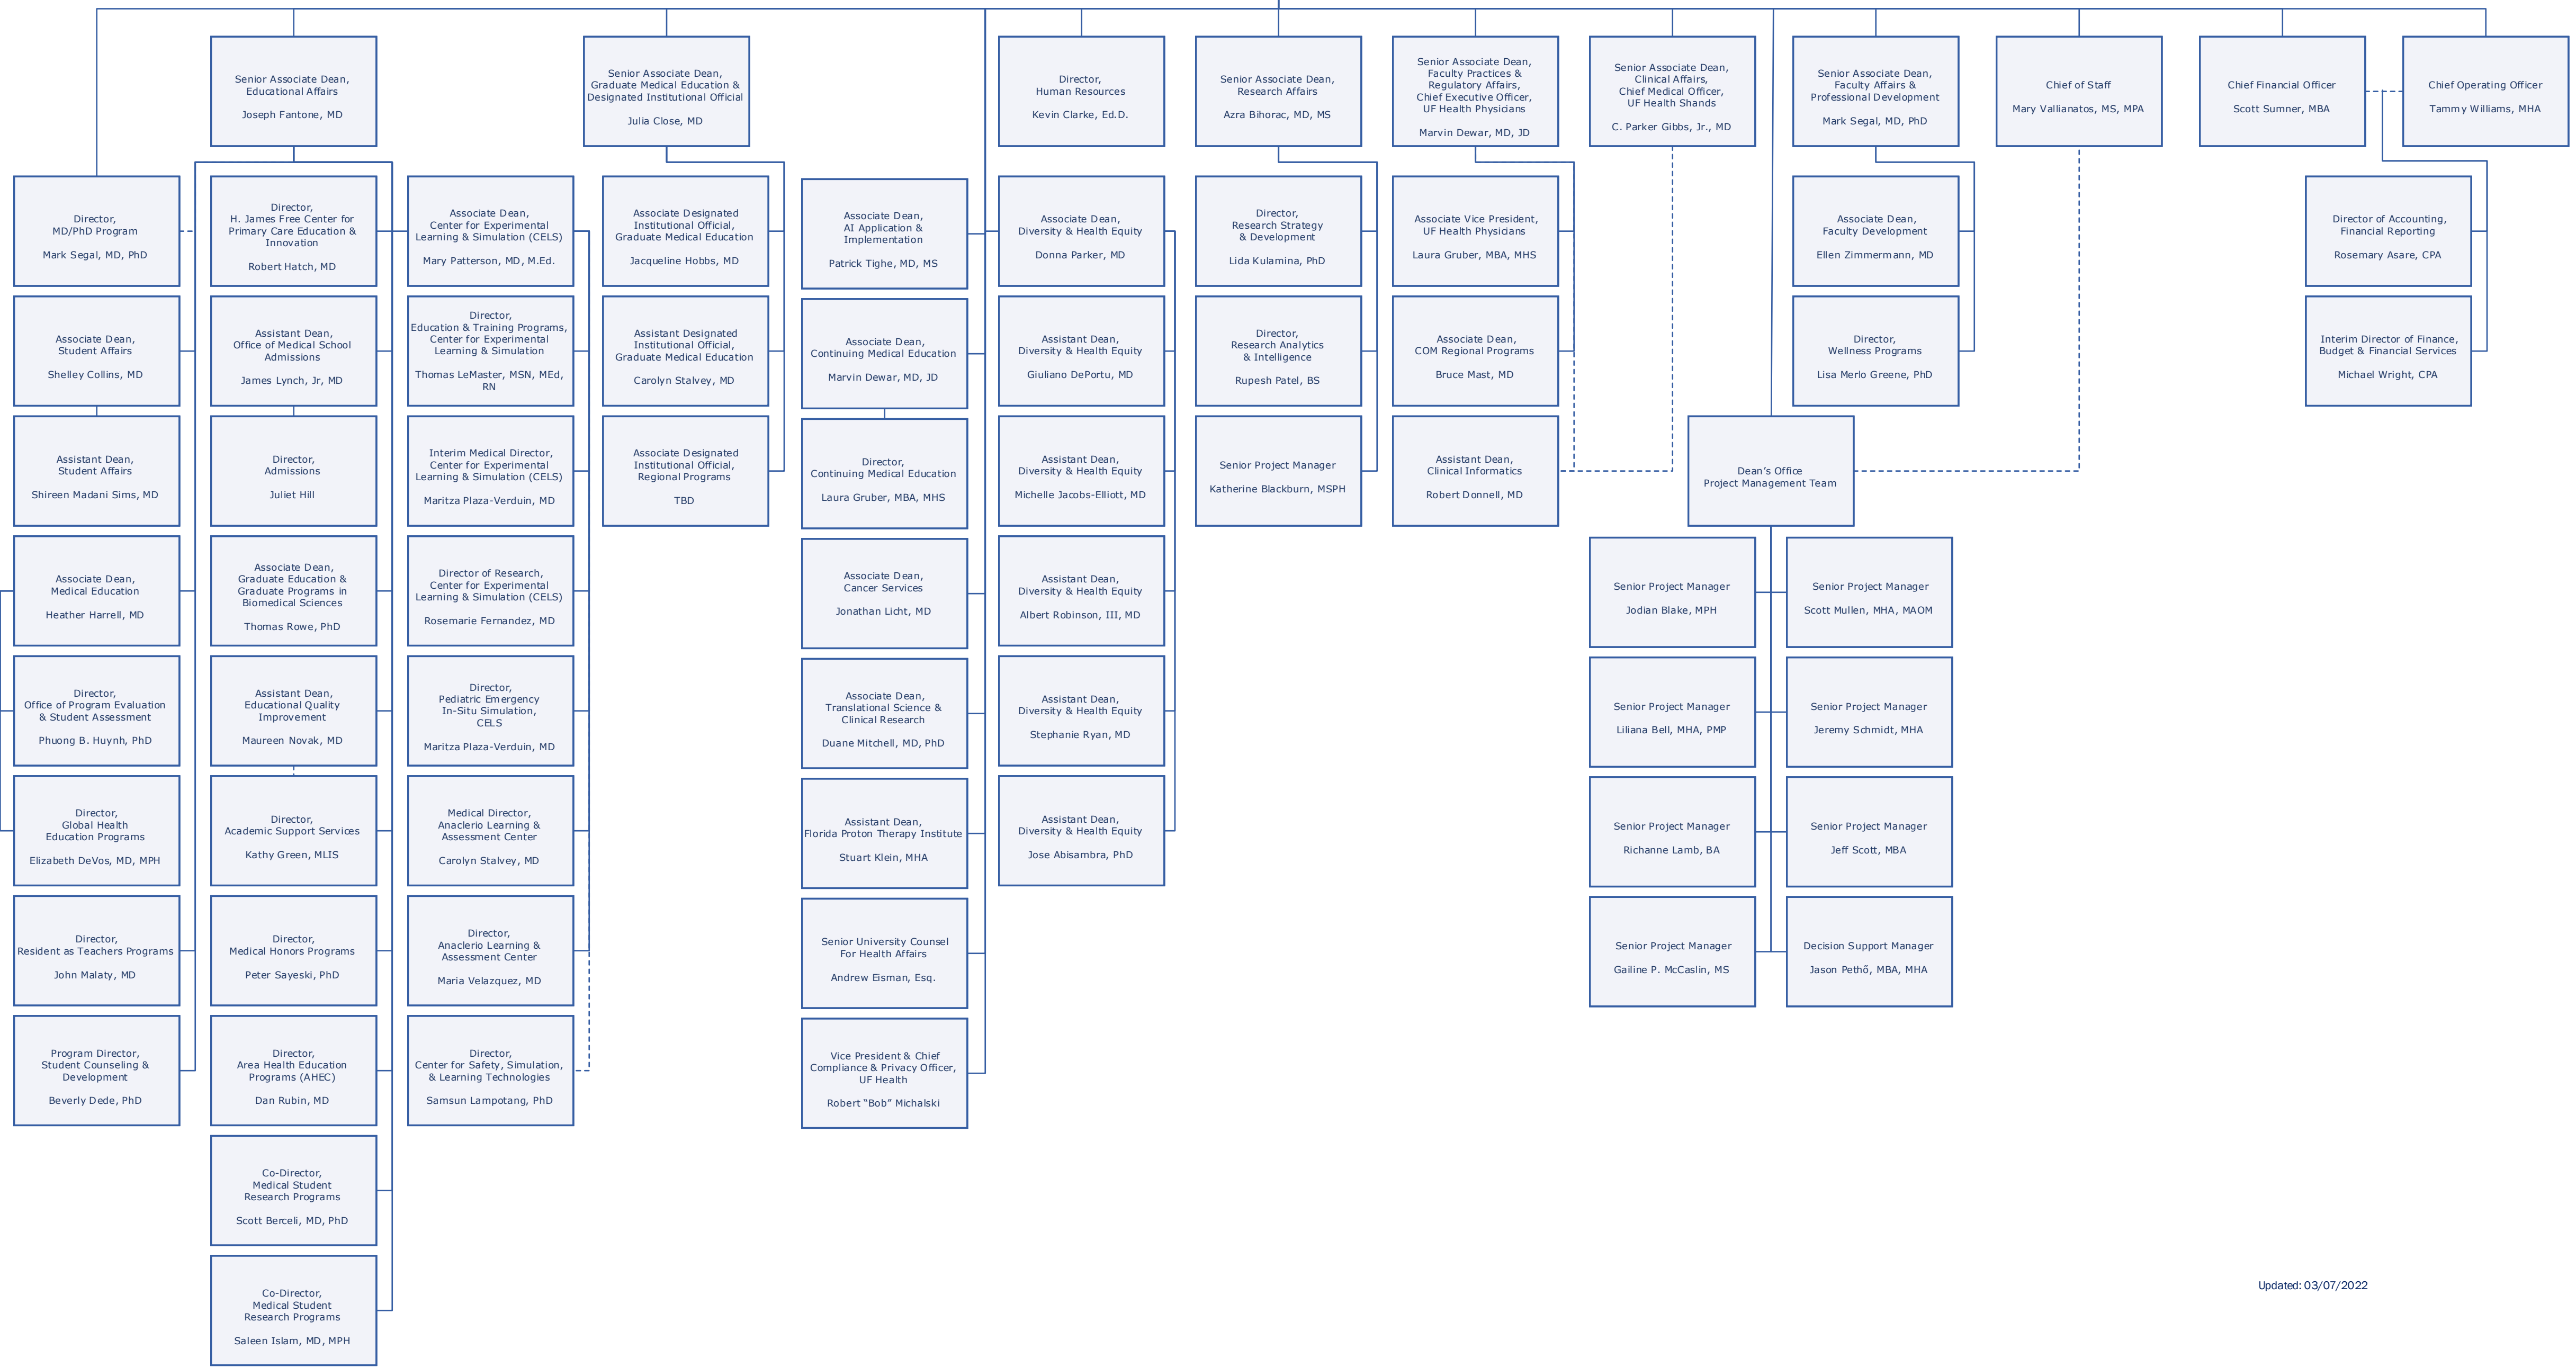 Senior Associate Dean,
Educational Affairs
Joseph Fantone, MD
Senior Associate Dean,
Graduate Medical Education &
Designated Institutional Official
Julia Close, MD
Director,
Human Resources
Kevin Clarke, Ed.D.
Senior Associate Dean,
Research Affairs
Azra Bihorac, MD, MS
Senior Associate Dean,
Faculty Practices &
Regulatory Affairs,
Chief Executive Officer,
UF Health Physicians
Marvin Dewar, MD, JD
Senior Associate Dean,
Clinical Affairs,
Chief Medical Officer,
UF Health Shands
C. Parker Gibbs, Jr., MD
Senior Associate Dean,
Faculty Affairs &
Professional Development
Mark Segal, MD, PhD
Chief of Staff
Mary Vallianatos, MS, MPA
Chief Financial Officer
Scott Sumner, MBA
Chief Operating Officer
Tammy Williams, MHA
Director,
MD/PhD Program
Mark Segal, MD, PhD
Associate Dean,
Student Affairs
Shelley Collins, MD
Assistant Dean,
Student Affairs
Shireen Madani Sims, MD
Associate Dean,
Medical Education
Heather Harrell, MD
Director,
Office of Program Evaluation
& Student Assessment
Phuong B. Huynh, PhD
Director,
Global Health
Education Programs
Elizabeth DeVos, MD, MPH
Director,
Resident as Teachers Programs
John Malaty, MD
Program Director,
Student Counseling &
Development
Beverly Dede, PhD
Director,
H. James Free Center for
Primary Care Education &
Innovation
Robert Hatch, MD
Assistant Dean,
Office of Medical School
Admissions
James Lynch, Jr, MD
Director,
Admissions
Juliet Hill
Associate Dean,
Graduate Education &
Graduate Programs in
Biomedical Sciences
Thomas Rowe, PhD
Assistant Dean,
Educational Quality
Improvement
Maureen Novak, MD
Director,
Academic Support Services
Kathy Green, MLIS
Director,
Medical Honors Programs
Peter Sayeski, PhD
Director,
Area Health Education
Programs (AHEC)
Dan Rubin, MD
Co-Director,
Medical Student
Research Programs
Scott Berceli, MD, PhD
Co-Director,
Medical Student
Research Programs
Saleen Islam, MD, MPH
Associate Dean,
Center for Experimental
Learning & Simulation (CELS)
Mary Patterson, MD, M.Ed.
Director,
Education & Training Programs,
Center for Experimental
Learning & Simulation
Thomas LeMaster, MSN, MEd,
RN
Interim Medical Director,
Center for Experimental
Learning & Simulation (CELS)
Maritza Plaza-Verduin, MD
Director of Research,
Center for Experimental
Learning & Simulation (CELS)
Rosemarie Fernandez, MD
Director,
Pediatric Emergency
In-Situ Simulation,
CELS
Maritza Plaza-Verduin, MD
Medical Director,
Anaclerio Learning &
Assessment Center
Carolyn Stalvey, MD
Director,
Anaclerio Learning &
Assessment Center
Maria Velazquez, MD
Director,
Center for Safety, Simulation,
& Learning Technologies
Samsun Lampotang, PhD
Associate Designated
Institutional Official,
Graduate Medical Education
Jacqueline Hobbs, MD
Assistant Designated
Institutional Official,
Graduate Medical Education
Carolyn Stalvey, MD
Associate Designated
Institutional Official,
Regional Programs
TBD
Associate Dean,
AI Application &
Implementation
Patrick Tighe, MD, MS
Associate Dean,
Continuing Medical Education
Marvin Dewar, MD, JD
Director,
Continuing Medical Education
Laura Gruber, MBA, MHS
Associate Dean,
Cancer Services
Jonathan Licht, MD
Associate Dean,
Translational Science &
Clinical Research
Duane Mitchell, MD, PhD
Assistant Dean,
Florida Proton Therapy Institute
Stuart Klein, MHA
Senior University Counsel
For Health Affairs
Andrew Eisman, Esq.
Vice President & Chief
Compliance & Privacy Officer,
UF Health
Robert “Bob” Michalski
Associate Dean,
Diversity & Health Equity
Donna Parker, MD
Assistant Dean,
Diversity & Health Equity
Giuliano DePortu, MD
Assistant Dean,
Diversity & Health Equity
Michelle Jacobs-Elliott, MD
Assistant Dean,
Diversity & Health Equity
Albert Robinson, III, MD
Assistant Dean,
Diversity & Health Equity
Stephanie Ryan, MD
Assistant Dean,
Diversity & Health Equity
Jose Abisambra, PhD
Director,
Research Strategy
& Development
Lida Kulamina, PhD
Director,
Research Analytics
& Intelligence
Rupesh Patel, BS
Senior Project Manager
Katherine Blackburn, MSPH
Associate Vice President,
UF Health Physicians
Laura Gruber, MBA, MHS
Associate Dean,
COM Regional Programs
Bruce Mast, MD
Assistant Dean,
Clinical Informatics
Robert Donnell, MD
Associate Dean,
Faculty Development
Ellen Zimmermann, MD
Director,
Wellness Programs
Lisa Merlo Greene, PhD
Dean’s Office
Project Management Team
Senior Project Manager
Jodian Blake, MPH
Senior Project Manager
Scott Mullen, MHA, MAOM
Senior Project Manager
Liliana Bell, MHA, PMP
Senior Project Manager
Jeremy Schmidt, MHA
Senior Project Manager
Richanne Lamb, BA
Senior Project Manager
Jeff Scott, MBA
Senior Project Manager
Gailine P. McCaslin, MS
Decision Support Manager
Jason Pethő, MBA, MHA
Director of Accounting,
Financial Reporting
Rosemary Asare, CPA
Interim Director of Finance,
Budget & Financial Services
Michael Wright, CPA
Updated: 03/07/2022